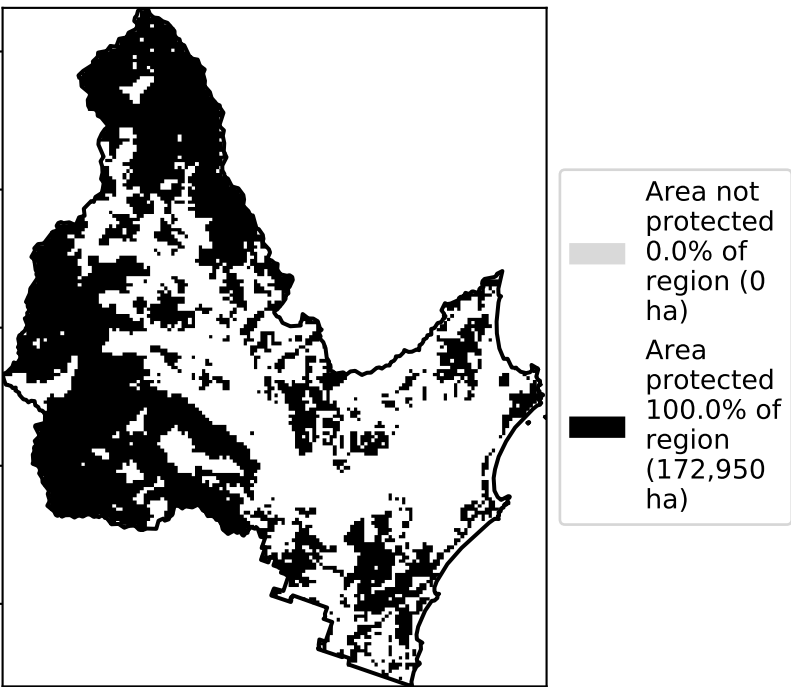 Area not
protected
0.0% of
region (0
ha)
Area
protected
100.0% of
region
(172,950
ha)